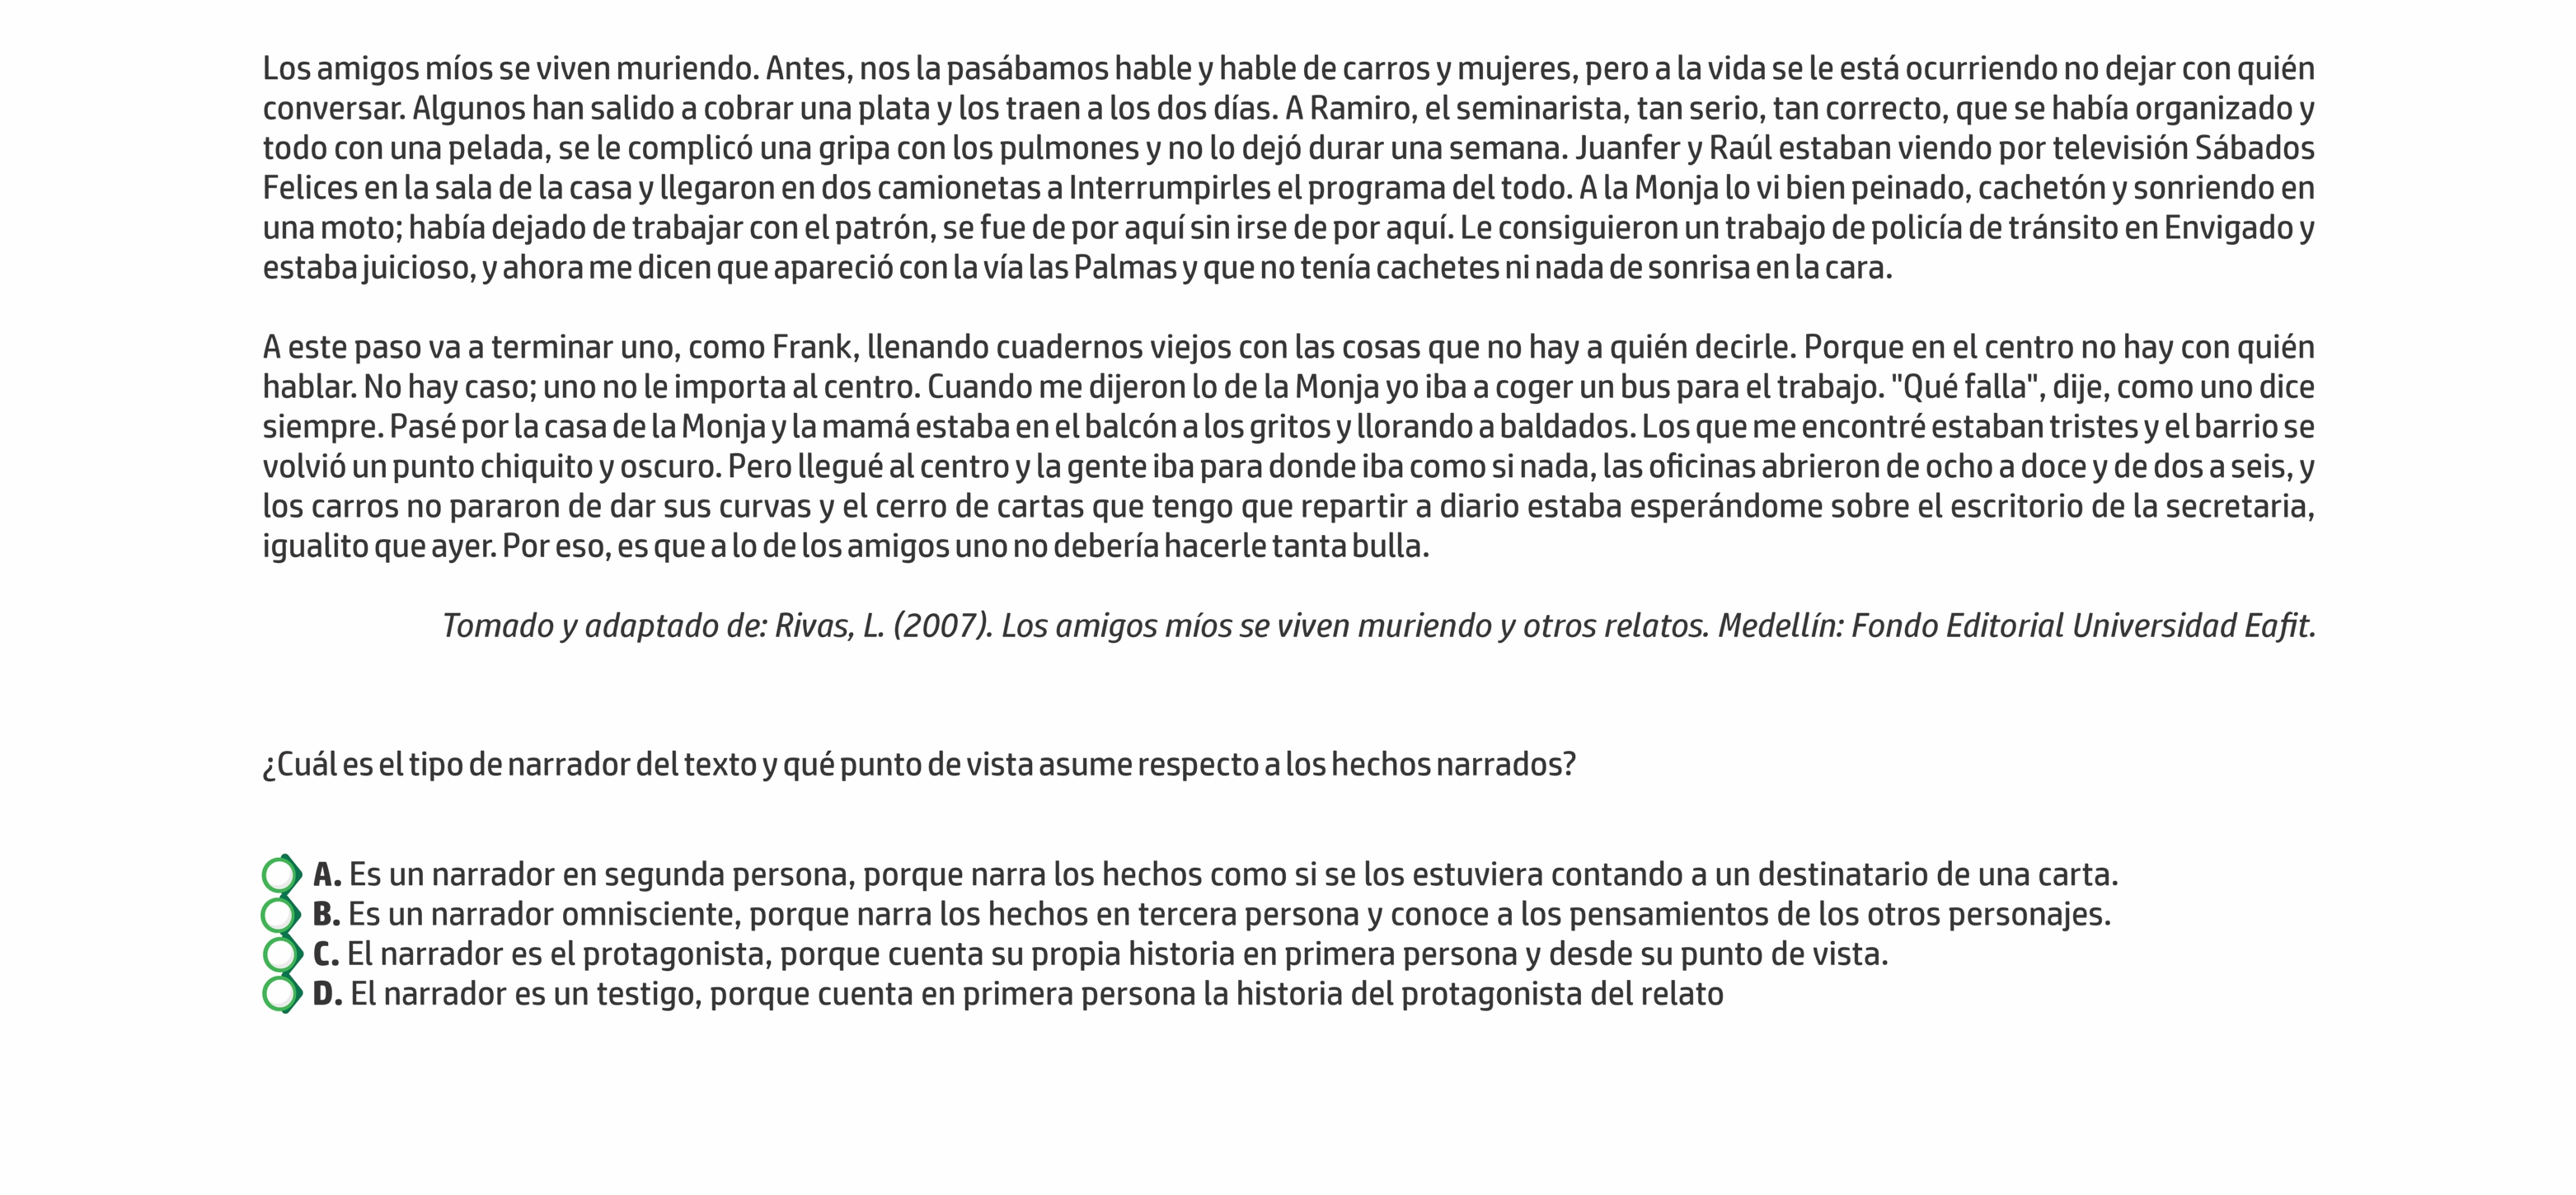 Los amigos míos se viven muriendo. Antes, nos la pasábamos hable y hable de carros y mujeres, pero a la vida se le está ocurriendo no dejar con quién
conversar. Algunos han salido a cobrar una plata y los traen a los dos días. A Ramiro, el seminarista, tan serio, tan correcto, que se había organizado y
todo con una pelada, se le complicó una gripa con los pulmones y no lo dejó durar una semana. Juanfer y Raúl estaban viendo por televisión Sábados
Felices en la sala de la casa y llegaron en dos camionetas a Interrumpirles el programa del todo. A la Monja lo vi bien peinado, cachetón y sonriendo en
una moto; había dejado de trabajar con el patrón, se fue de por aquí sin irse de por aquí. Le consiguieron un trabajo de policía de tránsito en Envigado y
estaba juicioso, y ahora me dicen que apareció con la vía las Palmas y que no tenía cachetes ni nada de sonrisa en la cara.
A este paso va a terminar uno, como Frank, llenando cuadernos viejos con las cosas que no hay a quién decirle. Porque en el centro no hay con quién
hablar. No hay caso; uno no le importa al centro. Cuando me dijeron lo de la Monja yo iba a coger un bus para el trabajo. "Qué falla", dije, como uno dice
siempre. Pasé por la casa de la Monja y la mamá estaba en el balcón a los gritos y llorando a baldados. Los que me encontré estaban tristes y el barrio se
volvió un punto chiquito y oscuro. Pero llegué al centro y la gente iba para donde iba como si nada, las oficinas abrieron de ocho a doce y de dos a seis, y
los carros no pararon de dar sus curvas y el cerro de cartas que tengo que repartir a diario estaba esperándome sobre el escritorio de la secretaria,
igualito que ayer. Por eso, es que a lo de los amigos uno no debería hacerle tanta bulla.
Tomado y adaptado de: Rivas, L. (2007). Los amigos míos se viven muriendo y otros relatos. Medellín: Fondo Editorial Universidad Eafit.
¿Cuál es el tipo de narrador del texto y qué punto de vista asume respecto a los hechos narrados?
A. Es un narrador en segunda persona, porque narra los hechos como si se los estuviera contando a un destinatario de una carta.
B. Es un narrador omnisciente, porque narra los hechos en tercera persona y conoce a los pensamientos de los otros personajes.
C. El narrador es el protagonista, porque cuenta su propia historia en primera persona y desde su punto de vista.
D. El narrador es un testigo, porque cuenta en primera persona la historia del protagonista del relato